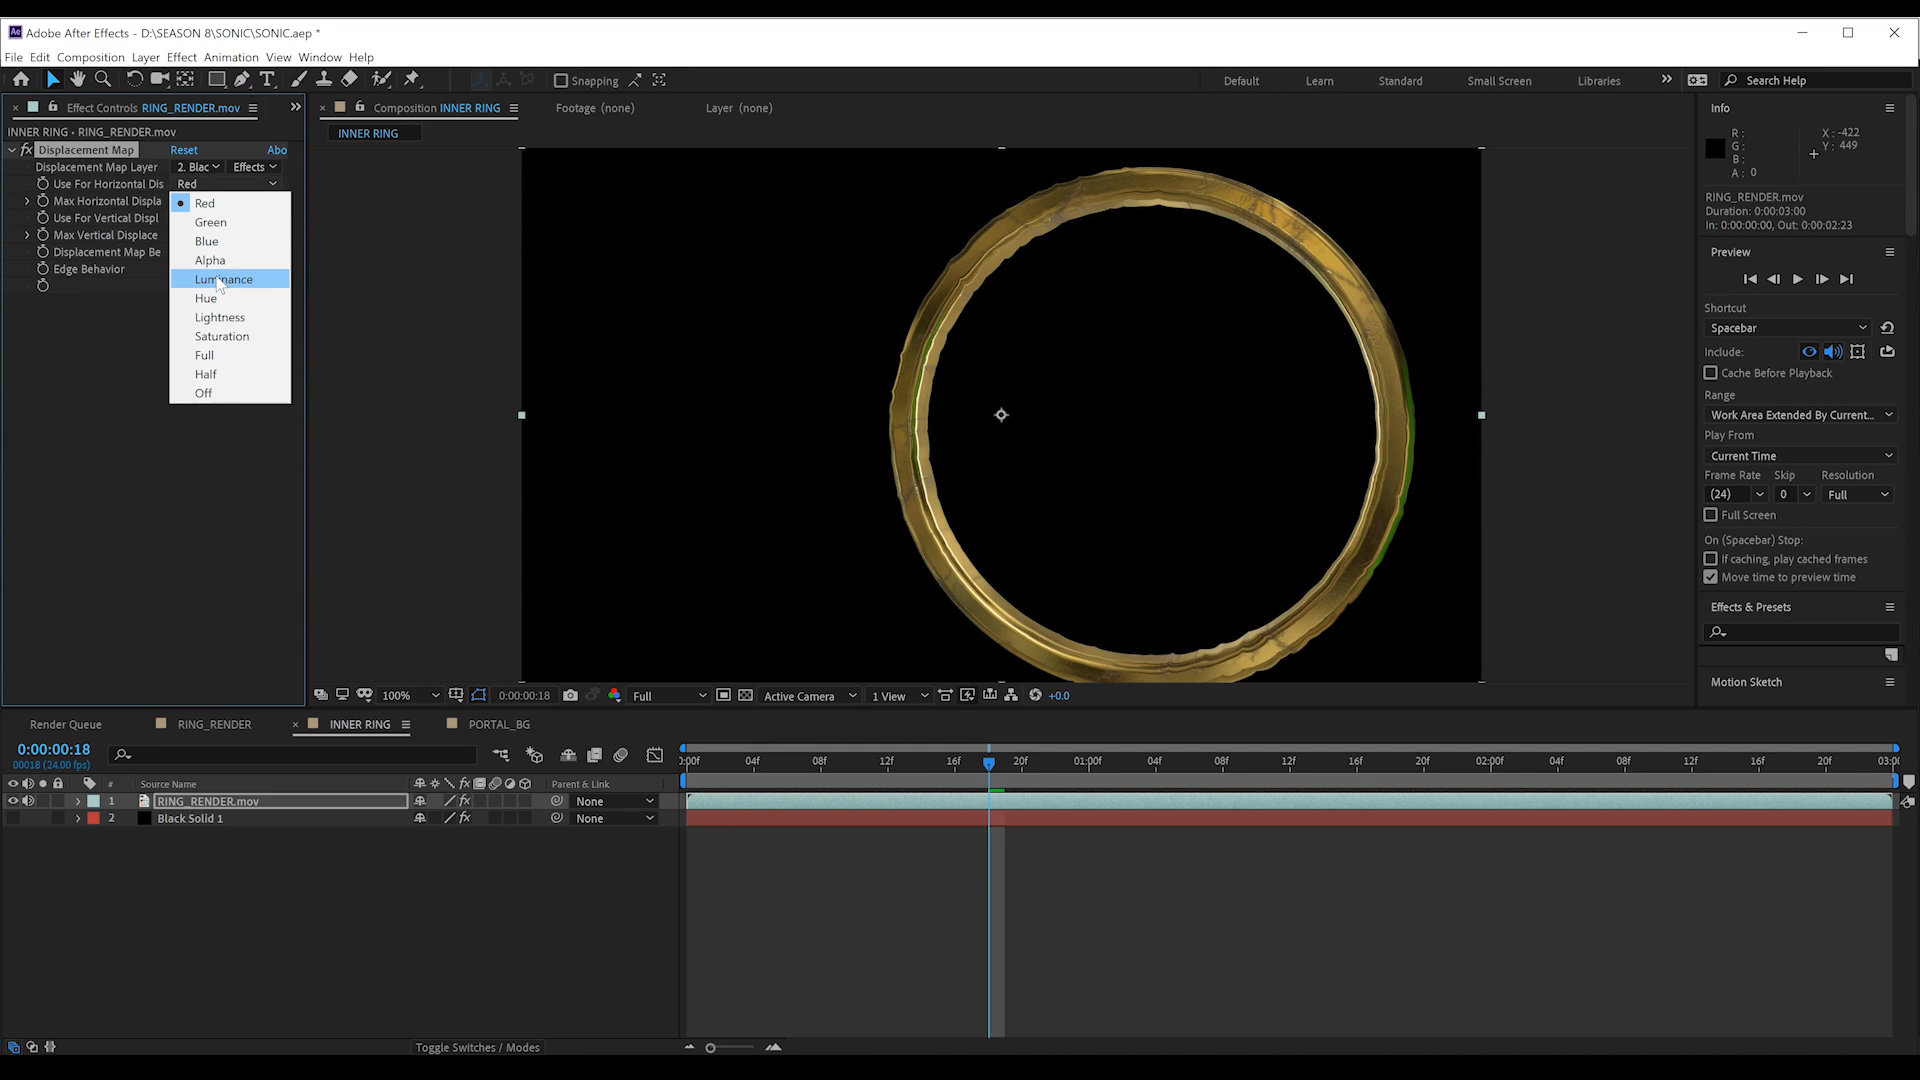 Ae Adobe After Effects - D:\SEASON 8\SONIC\SONIC.aep *
File Edit Composition Layer Effect Animation View Window Help
Snapping
Default Learn Standard Small Screen Libraries Search Help
Effect Controls RING_RENDER.mov
INNER RING • RING_RENDER.mov
fx Displacement Map Reset Abo
Displacement Map Layer 2. Blac Effects
Use For Horizontal Dis Red
Max Horizontal Displa
Use For Vertical Displ
Max Vertical Displace
Displacement Map Be
Edge Behavior
Red
Green
Blue
Alpha
Luminance
Hue
Lightness
Saturation
Full
Half
Off
Composition INNER RING Footage (none) Layer (none)
INNER RING
100% 0:00:00:18 Full Active Camera 1 View +0.0
Info
R:
G:
B:
A: 0
X: -422
Y: 449
RING_RENDER.mov
Duration: 0:00:03:00
In: 0:00:00:00, Out: 0:00:02:23
Preview
Shortcut
Spacebar
Include:
Cache Before Playback
Range
Work Area Extended By Current...
Play From
Current Time
Frame Rate Skip Resolution
(24) 0 Full
Full Screen
On (Spacebar) Stop:
If caching, play cached frames
Move time to preview time
Effects & Presets
Motion Sketch
Render Queue RING_RENDER INNER RING PORTAL_BG
0:00:00:18
00018 (24.00 fps)
# Source Name fx Parent & Link
1 RING_RENDER.mov fx None
2 Black Solid 1 fx None
0:00f 04f 08f 12f 16f 20f 01:00f 04f 08f 12f 16f 20f 02:00f 04f 08f 12f 16f 20f 03:00
Toggle Switches / Modes